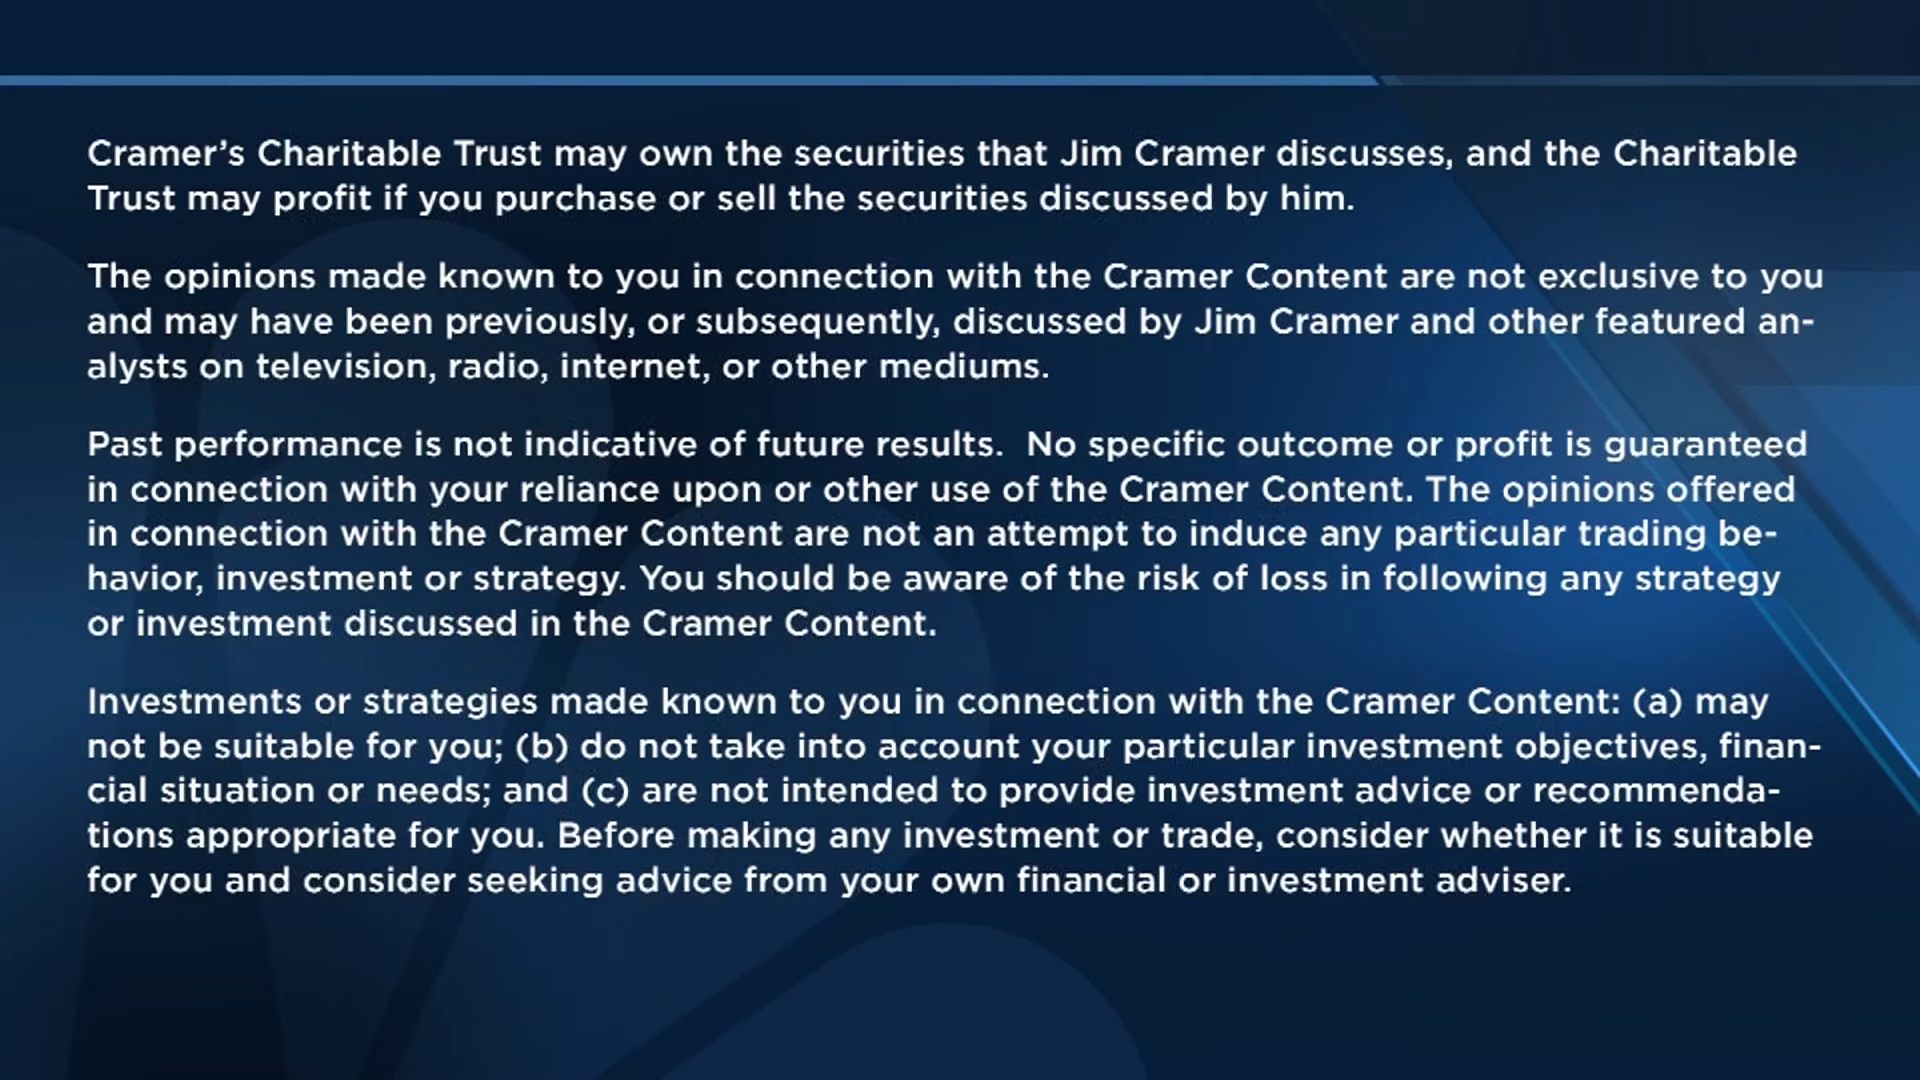 Cramer’s Charitable Trust may own the securities that Jim Cramer discusses, and the Charitable
Trust may profit if you purchase or sell the securities discussed by him.
The opinions made known to you in connection with the Cramer Content are not exclusive to you
and may have been previously, or subsequently, discussed by Jim Cramer and other featured an-
alysts on television, radio, internet, or other mediums.
Past performance is not indicative of future results.  No specific outcome or profit is guaranteed
in connection with your reliance upon or other use of the Cramer Content. The opinions offered
in connection with the Cramer Content are not an attempt to induce any particular trading be-
havior, investment or strategy. You should be aware of the risk of loss in following any strategy
or investment discussed in the Cramer Content.
Investments or strategies made known to you in connection with the Cramer Content: (a) may
not be suitable for you; (b) do not take into account your particular investment objectives, finan-
cial situation or needs; and (c) are not intended to provide investment advice or recommenda-
tions appropriate for you. Before making any investment or trade, consider whether it is suitable
for you and consider seeking advice from your own financial or investment adviser.